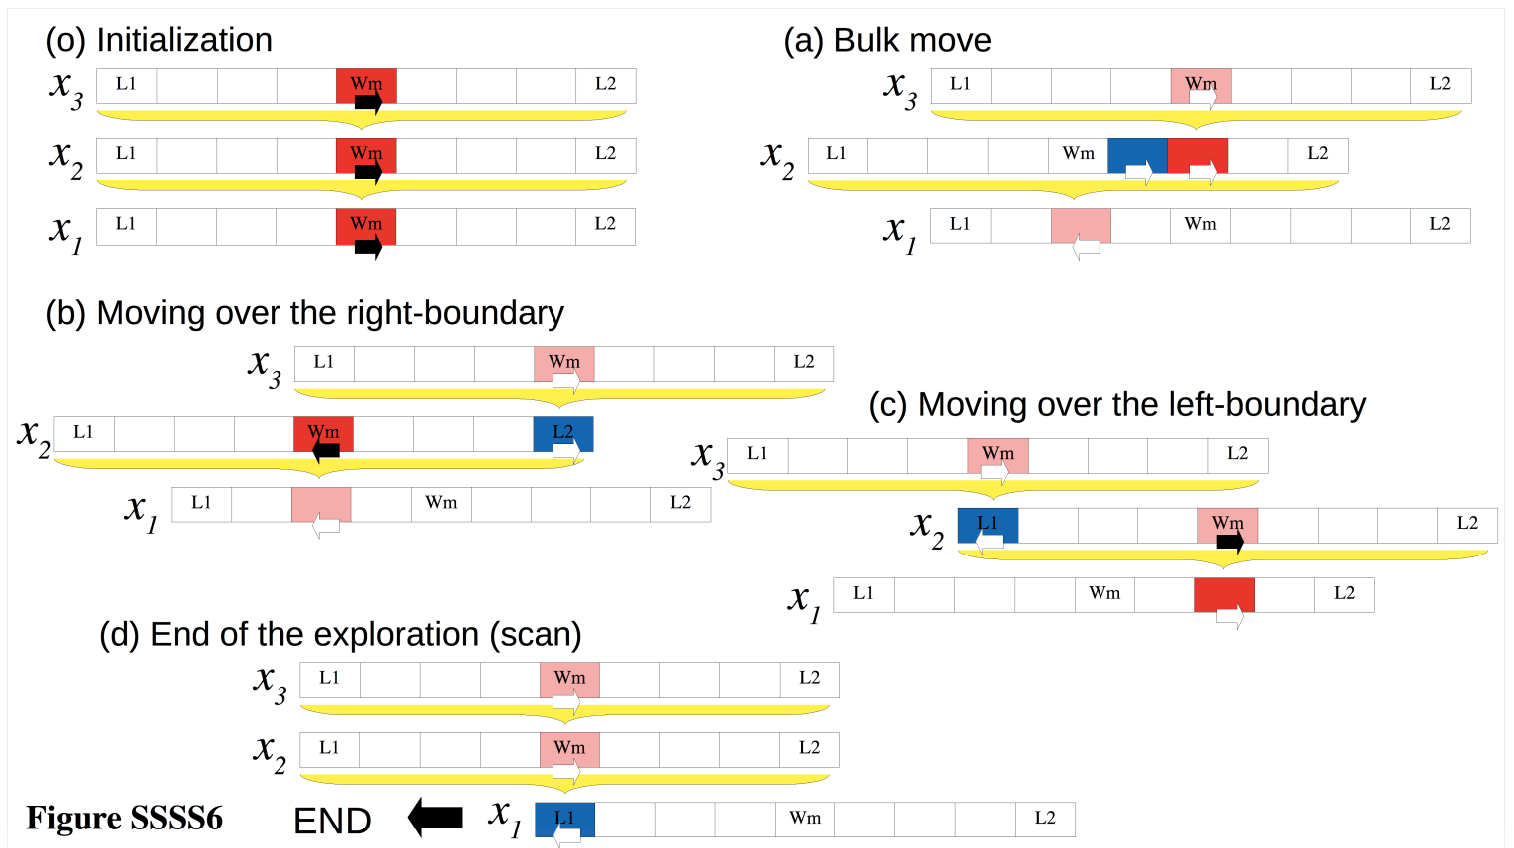 (o) Initialization
x3 L1 Wm L2
x2 L1 Wm L2
x1 L1 Wm L2
(a) Bulk move
x3 L1 Wm L2
x2 L1 Wm L2
x1 L1 Wm L2
(b) Moving over the right-boundary
x3 L1 Wm L2
x2 L1 Wm L2
x1 L1 Wm L2
(c) Moving over the left-boundary
x3 L1 Wm L2
x2 L1 Wm L2
x1 L1 Wm L2
(d) End of the exploration (scan)
x3 L1 Wm L2
x2 L1 Wm L2
Figure SSSS6 END x1 L1 Wm L2